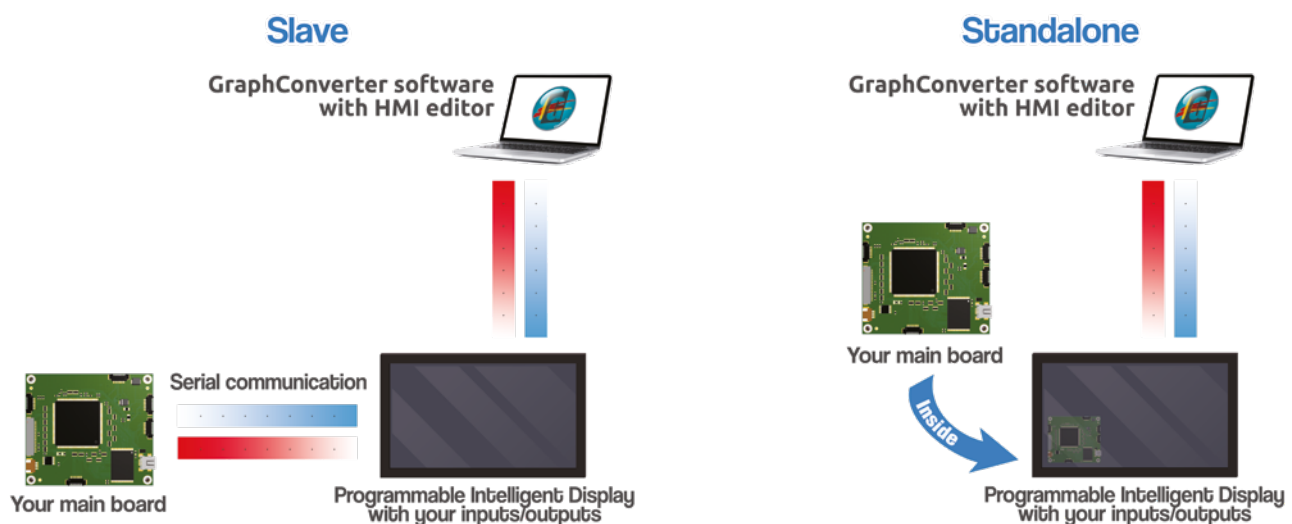 Slave
GraphConverter software
with HMI editor
Serial communication
Your main board
Programmable Intelligent Display
with your inputs/outputs
Standalone
GraphConverter software
with HMI editor
Your main board
Inside
Programmable Intelligent Display
with your inputs/outputs